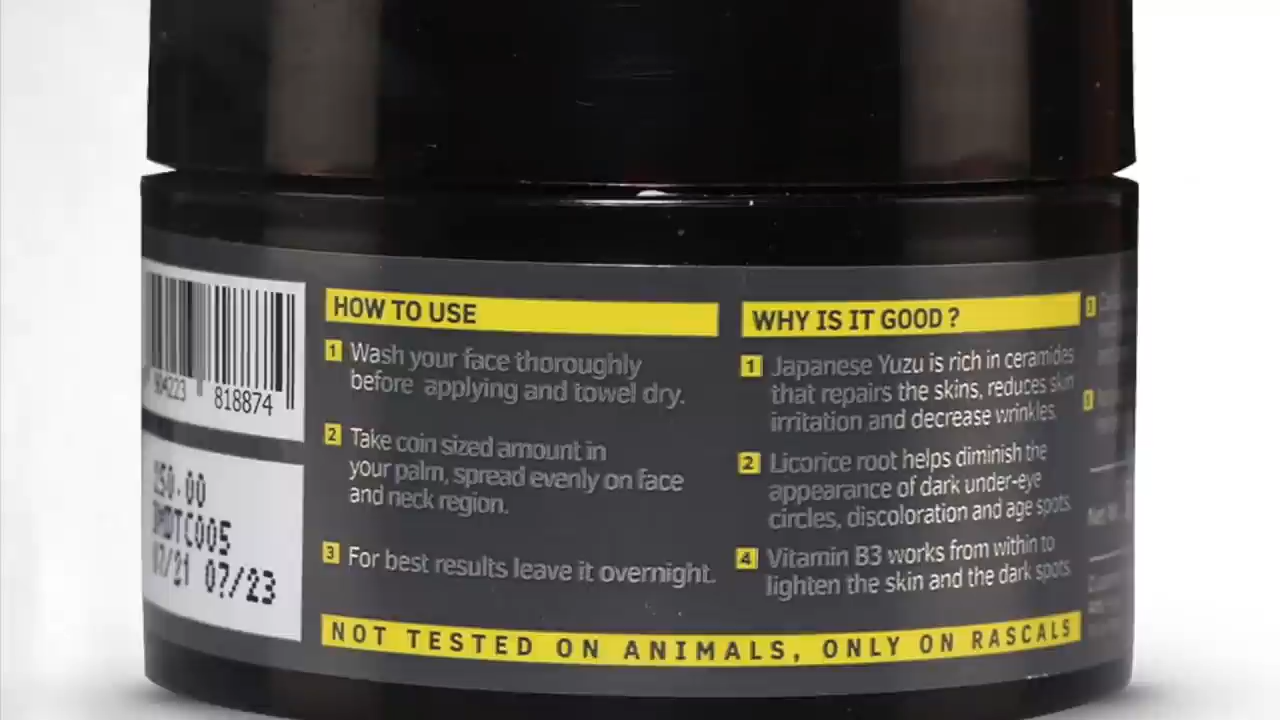 818874
50.00
07/21 07/23
HOW TO USE
1 Wash your face thoroughly
before applying and towel dry.
2 Take coin sized amount in
your palm, spread evenly on face
and neck region.
3 For best results leave it overnight.
WHY IS IT GOOD ?
1 Japanese Yuzu is rich in ceramides
that repairs the skins, reduces skin
irritation and decrease wrinkles.
2 Licorice root helps diminish the
appearance of dark under-eye
circles, discoloration and age spots.
4 Vitamin B3 works from within to
lighten the skin and the dark spots.
NOT TESTED ON ANIMALS, ONLY ON RASCALS